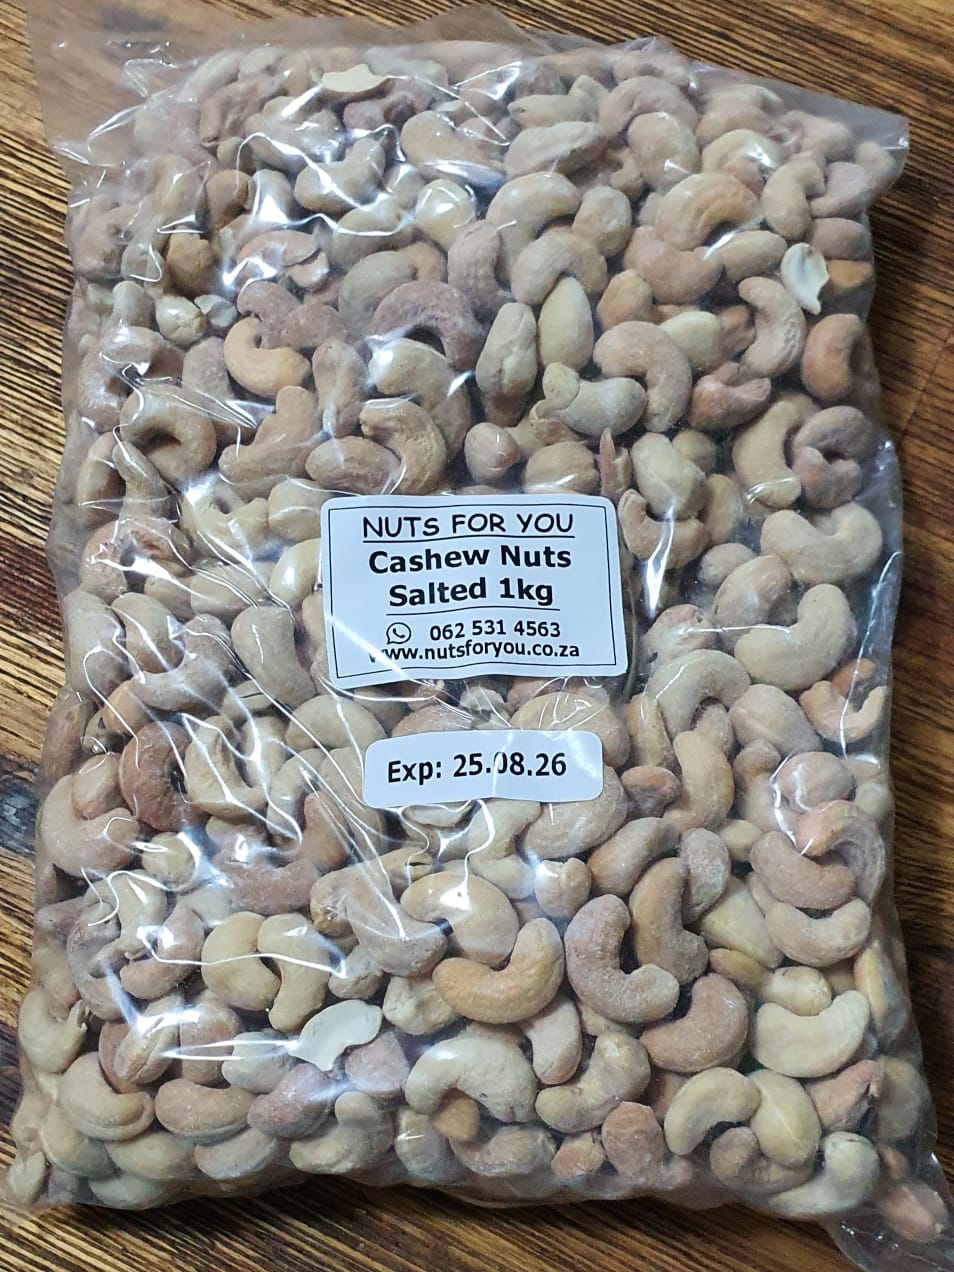 NUTS FOR YOU
Cashew Nuts
Salted 1kg
062 531 4563
www.nutsforyou.co.za
Exp: 25.08.26